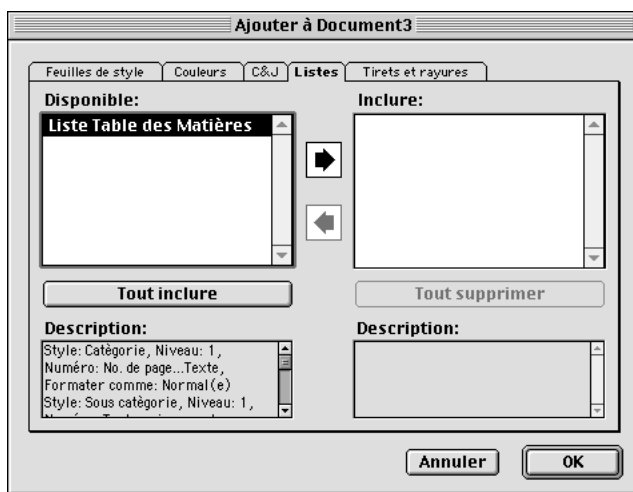 Ajouter à Document3
Feuilles de style Couleurs C&J Listes Tirets et rayures
Disponible: Inclure:
Liste Table des Matières
Tout inclure Tout supprimer
Description: Description:
Style: Catègorie, Niveau: 1,
Numéro: No. de page...Texte,
Formater comme: Normal(e)
Style: Sous catègorie, Niveau: 1,
Annuler OK